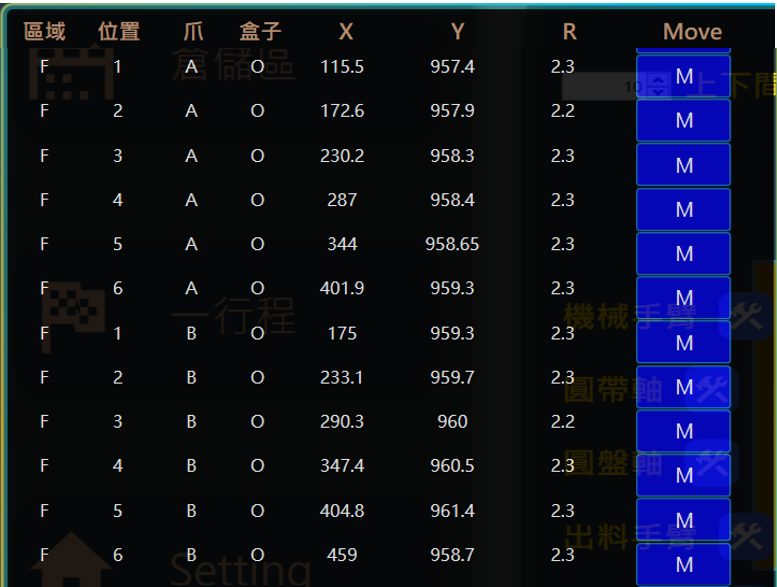 區域 位置 爪 盒子 X Y R Move
倉儲區
F 1 A O 115.5 957.4 2.3 M
10 上下間
F 2 A O 172.6 957.9 2.2 M
F 3 A O 230.2 958.3 2.3 M
F 4 A O 287 958.4 2.3 M
F 5 A O 344 958.65 2.3 M
F 6 A O 401.9 959.3 2.3 M
一行程
機械手臂
F 1 B O 175 959.3 2.3 M
F 2 B O 233.1 959.7 2.3 M
圓帶軸
F 3 B O 290.3 960 2.2 M
F 4 B O 347.4 960.5 2.3 M
圓盤軸
F 5 B O 404.8 961.4 2.3 M
出料手臂
F 6 B O 459 958.7 2.3 M
Setting